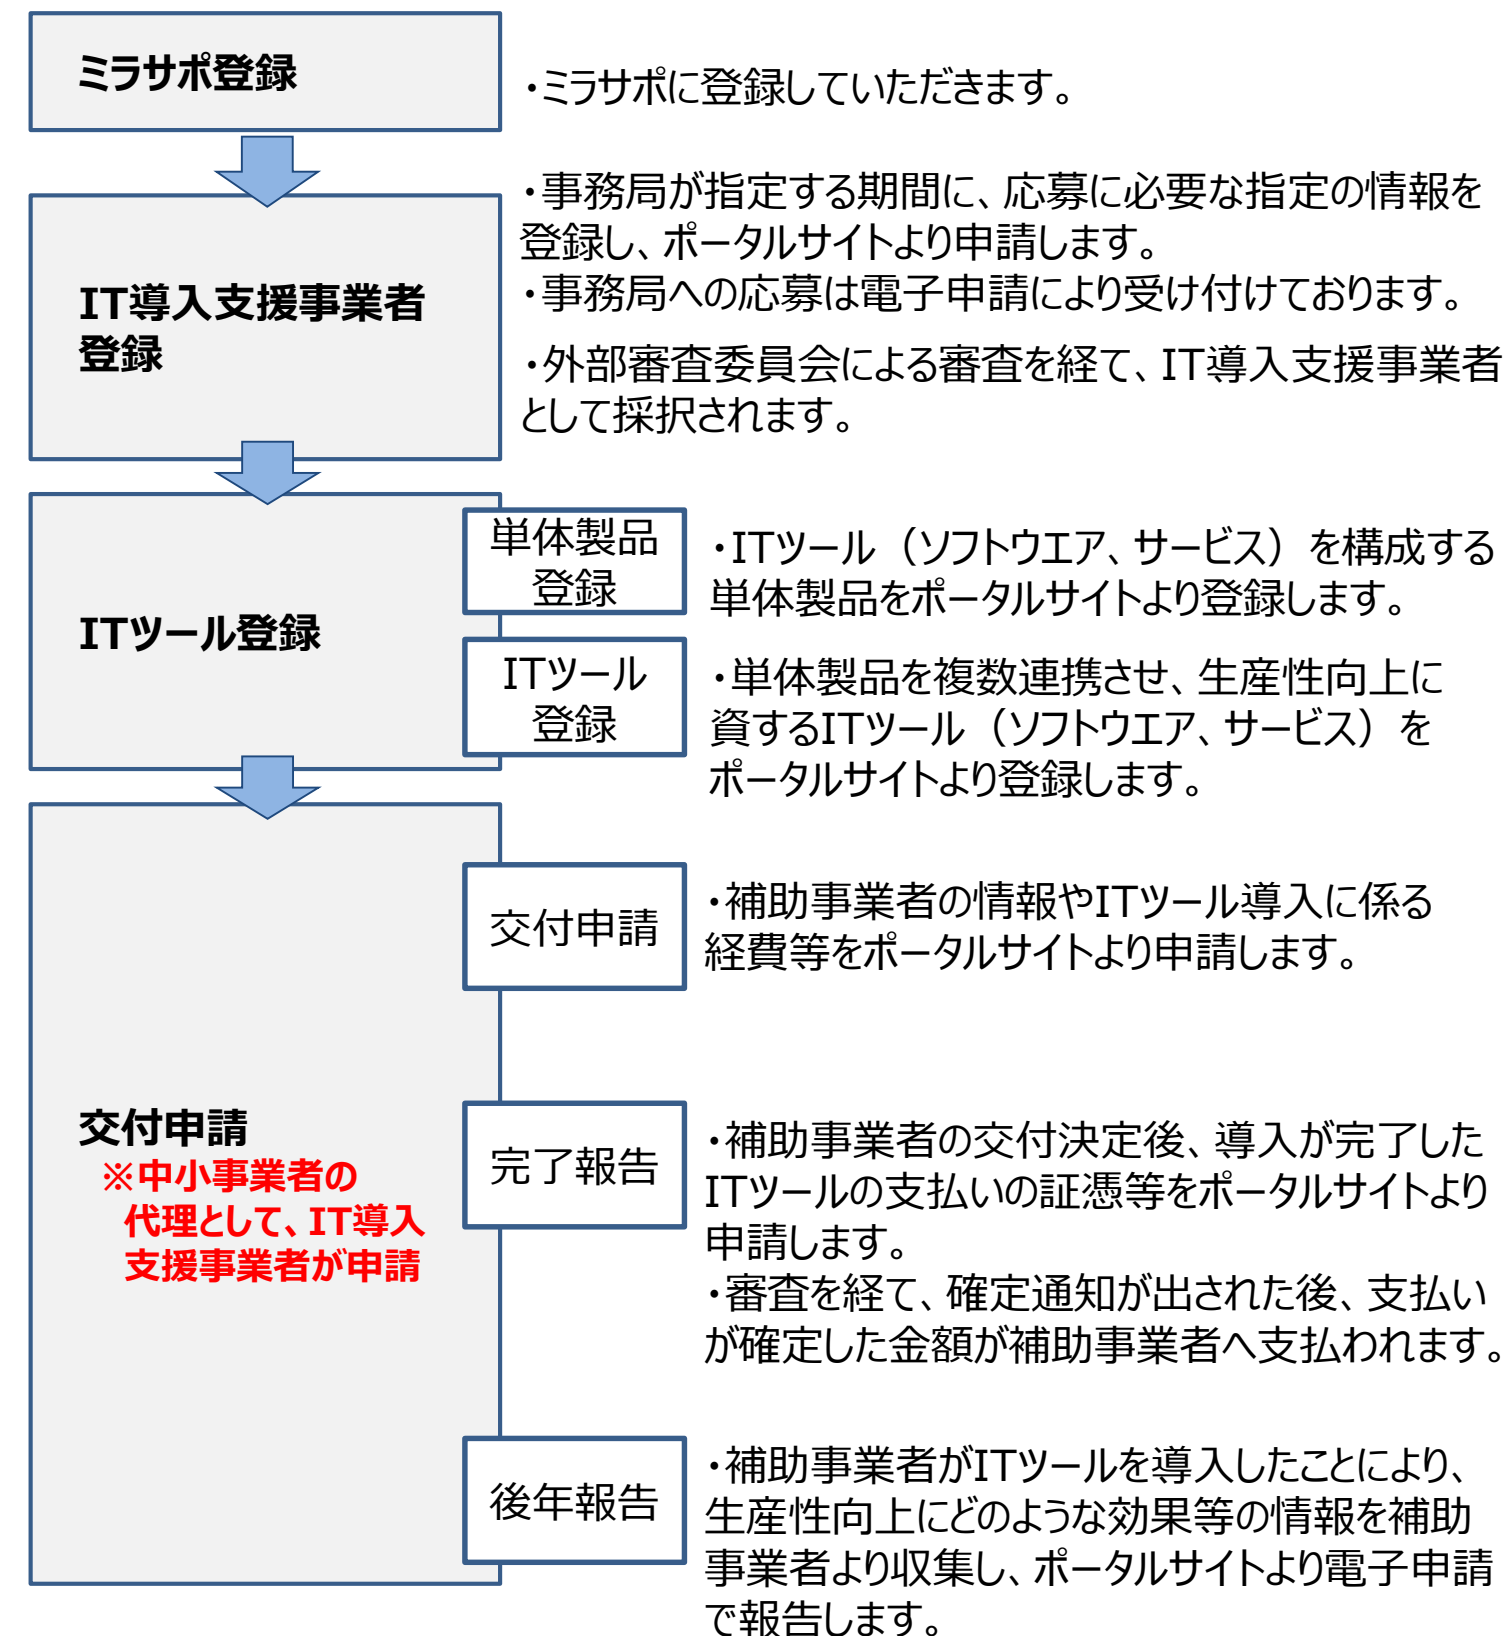 ミラサポ登録
・ミラサポに登録していただきます。
IT導入支援事業者
登録
・事務局が指定する期間に、応募に必要な指定の情報を
登録し、ポータルサイトより申請します。
・事務局への応募は電子申請により受け付けております。
・外部審査委員会による審査を経て、IT導入支援事業者
として採択されます。
ITツール登録
単体製品
登録
・ITツール（ソフトウエア、サービス）を構成する
単体製品をポータルサイトより登録します。
ITツール
登録
・単体製品を複数連携させ、生産性向上に
資するITツール（ソフトウエア、サービス）を
ポータルサイトより登録します。
交付申請
※中小事業者の
代理として、IT導入
支援事業者が申請
交付申請
・補助事業者の情報やITツール導入に係る
経費等をポータルサイトより申請します。
完了報告
・補助事業者の交付決定後、導入が完了した
ITツールの支払いの証憑等をポータルサイトより
申請します。
・審査を経て、確定通知が出された後、支払い
が確定した金額が補助事業者へ支払われます。
後年報告
・補助事業者がITツールを導入したことにより、
生産性向上にどのような効果等の情報を補助
事業者より収集し、ポータルサイトより電子申請
で報告します。